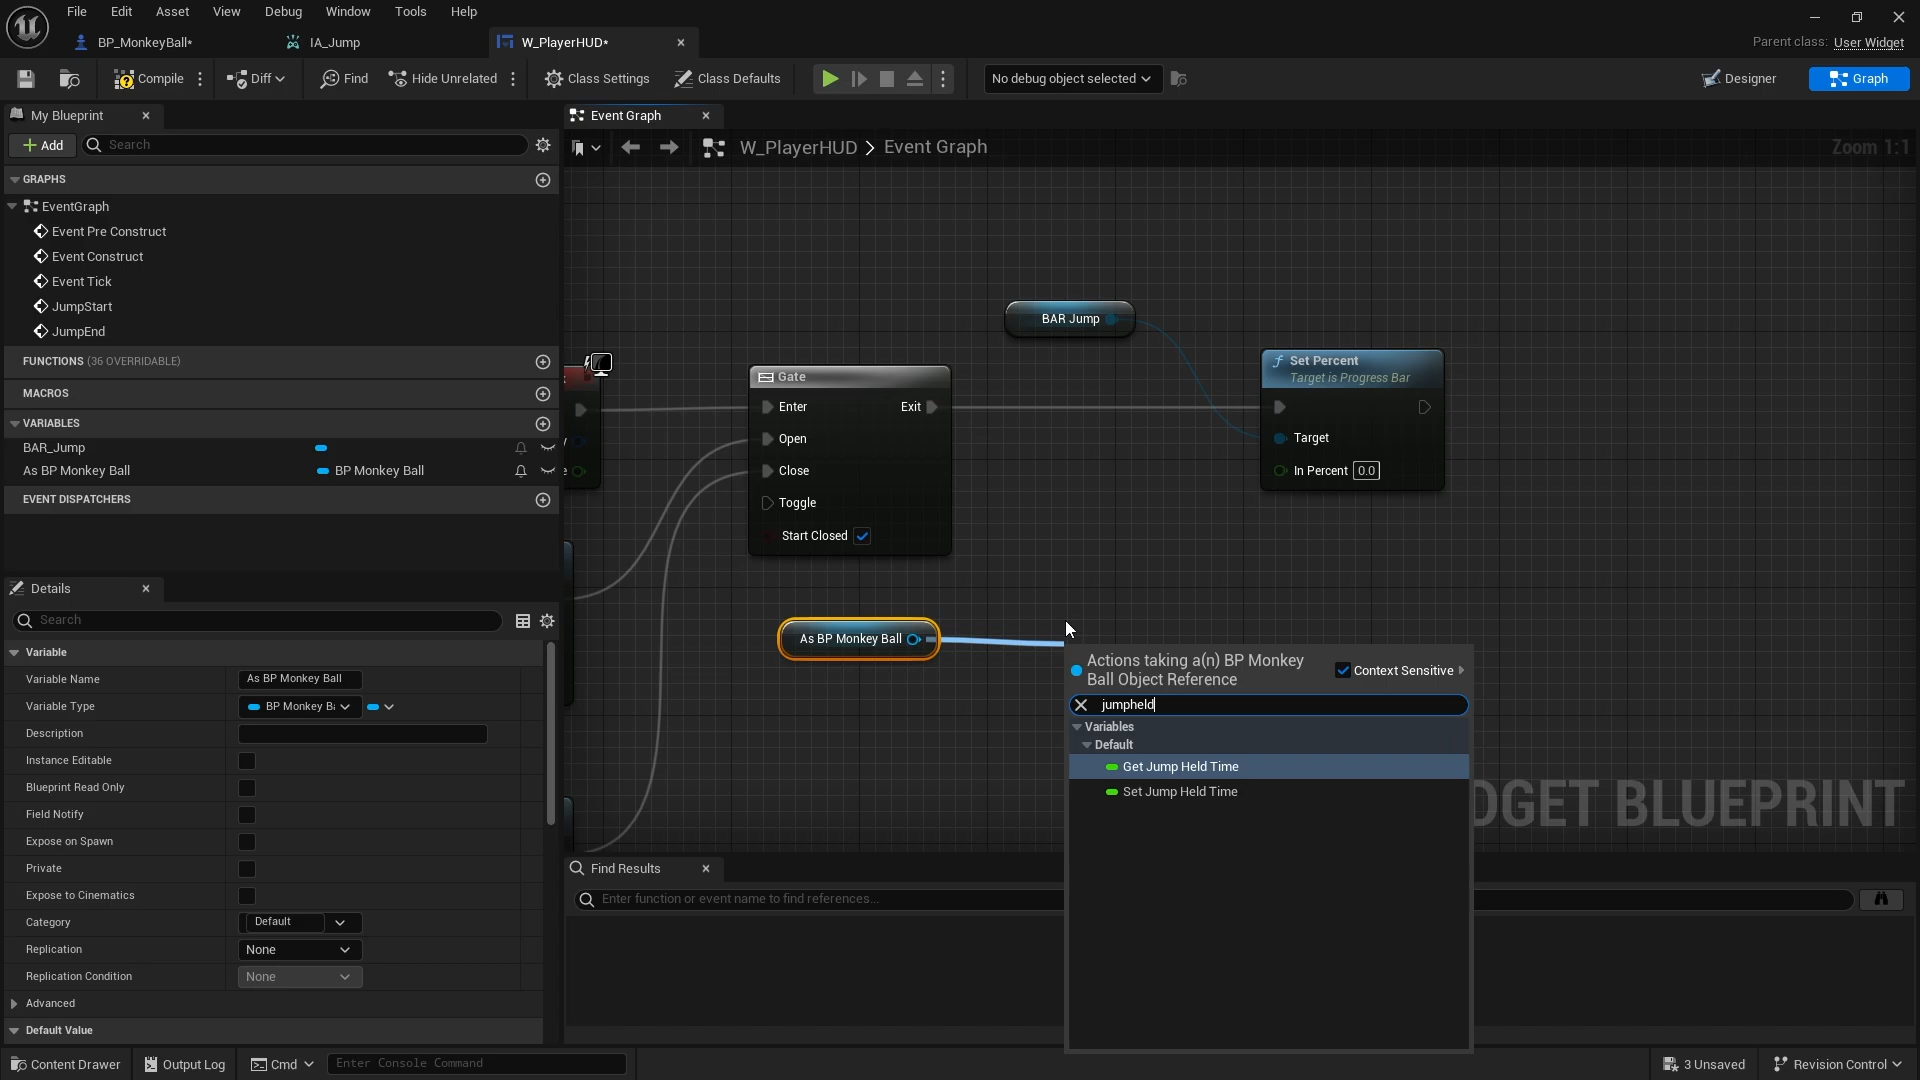 File Edit Asset View Debug Window Tools Help
BP_MonkeyBall* IA_Jump W_PlayerHUD*
Parent class: User Widget
Compile Diff Find Hide Unrelated Class Settings Class Defaults No debug object selected Designer Graph
My Blueprint
Event Graph
Add Search
W_PlayerHUD > Event Graph Zoom 1:1
GRAPHS
EventGraph
Event Pre Construct
Event Construct
Event Tick
JumpStart
JumpEnd
FUNCTIONS (36 OVERRIDABLE)
MACROS
VARIABLES
BAR_Jump
As BP Monkey Ball BP Monkey Ball
EVENT DISPATCHERS
BAR Jump
Gate
Enter Exit
Open
Close
Toggle
Start Closed
Set Percent
Target is Progress Bar
Target
In Percent 0.0
As BP Monkey Ball
Actions taking a(n) BP Monkey
Ball Object Reference
Context Sensitive
jumpheld
Variables
Default
Get Jump Held Time
Set Jump Held Time
DGET BLUEPRINT
Details
Search
Variable
Variable Name As BP Monkey Ball
Variable Type BP Monkey Ba
Description
Instance Editable
Blueprint Read Only
Field Notify
Expose on Spawn
Private
Expose to Cinematics
Category Default
Replication None
Replication Condition None
Advanced
Default Value
Find Results
Enter function or event name to find references...
Content Drawer Output Log Cmd Enter Console Command 3 Unsaved Revision Control